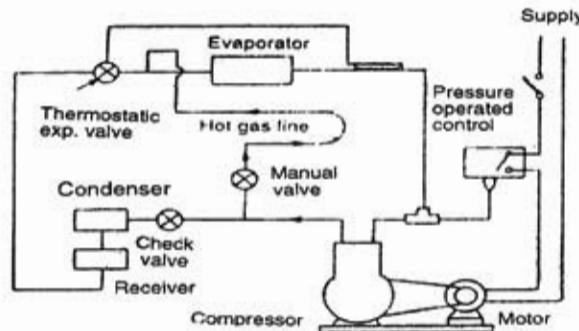 Supply
Evaporator
Pressure
operated
control
Thermostatic
exp. valve
Hot gas line
Manual
valve
Condenser
Check
valve
Receiver
Compressor
Motor